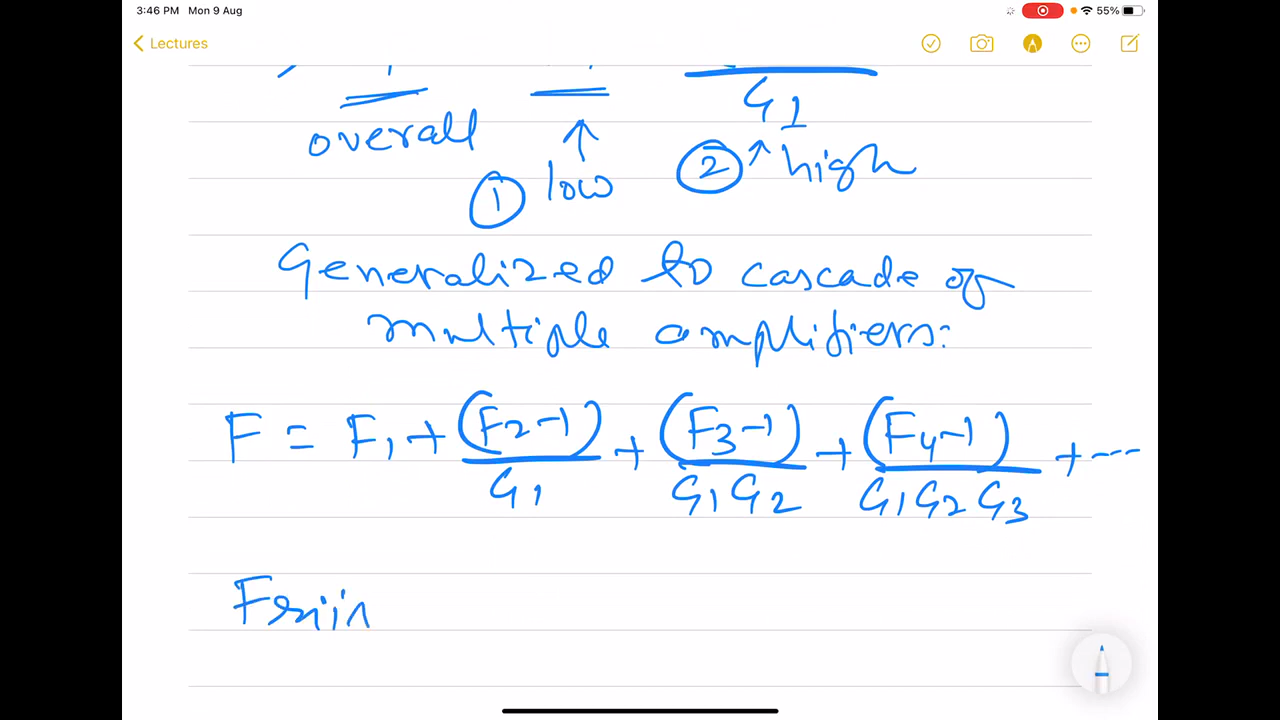 3:46 PM Mon 9 Aug
55%
Lectures
G1
overall
① low
② high
Generalized to cascade of
multiple amplifiers:
F = F1 + (F2-1)/G1 + (F3-1)/G1G2 + (F4-1)/G1G2G3 + ---